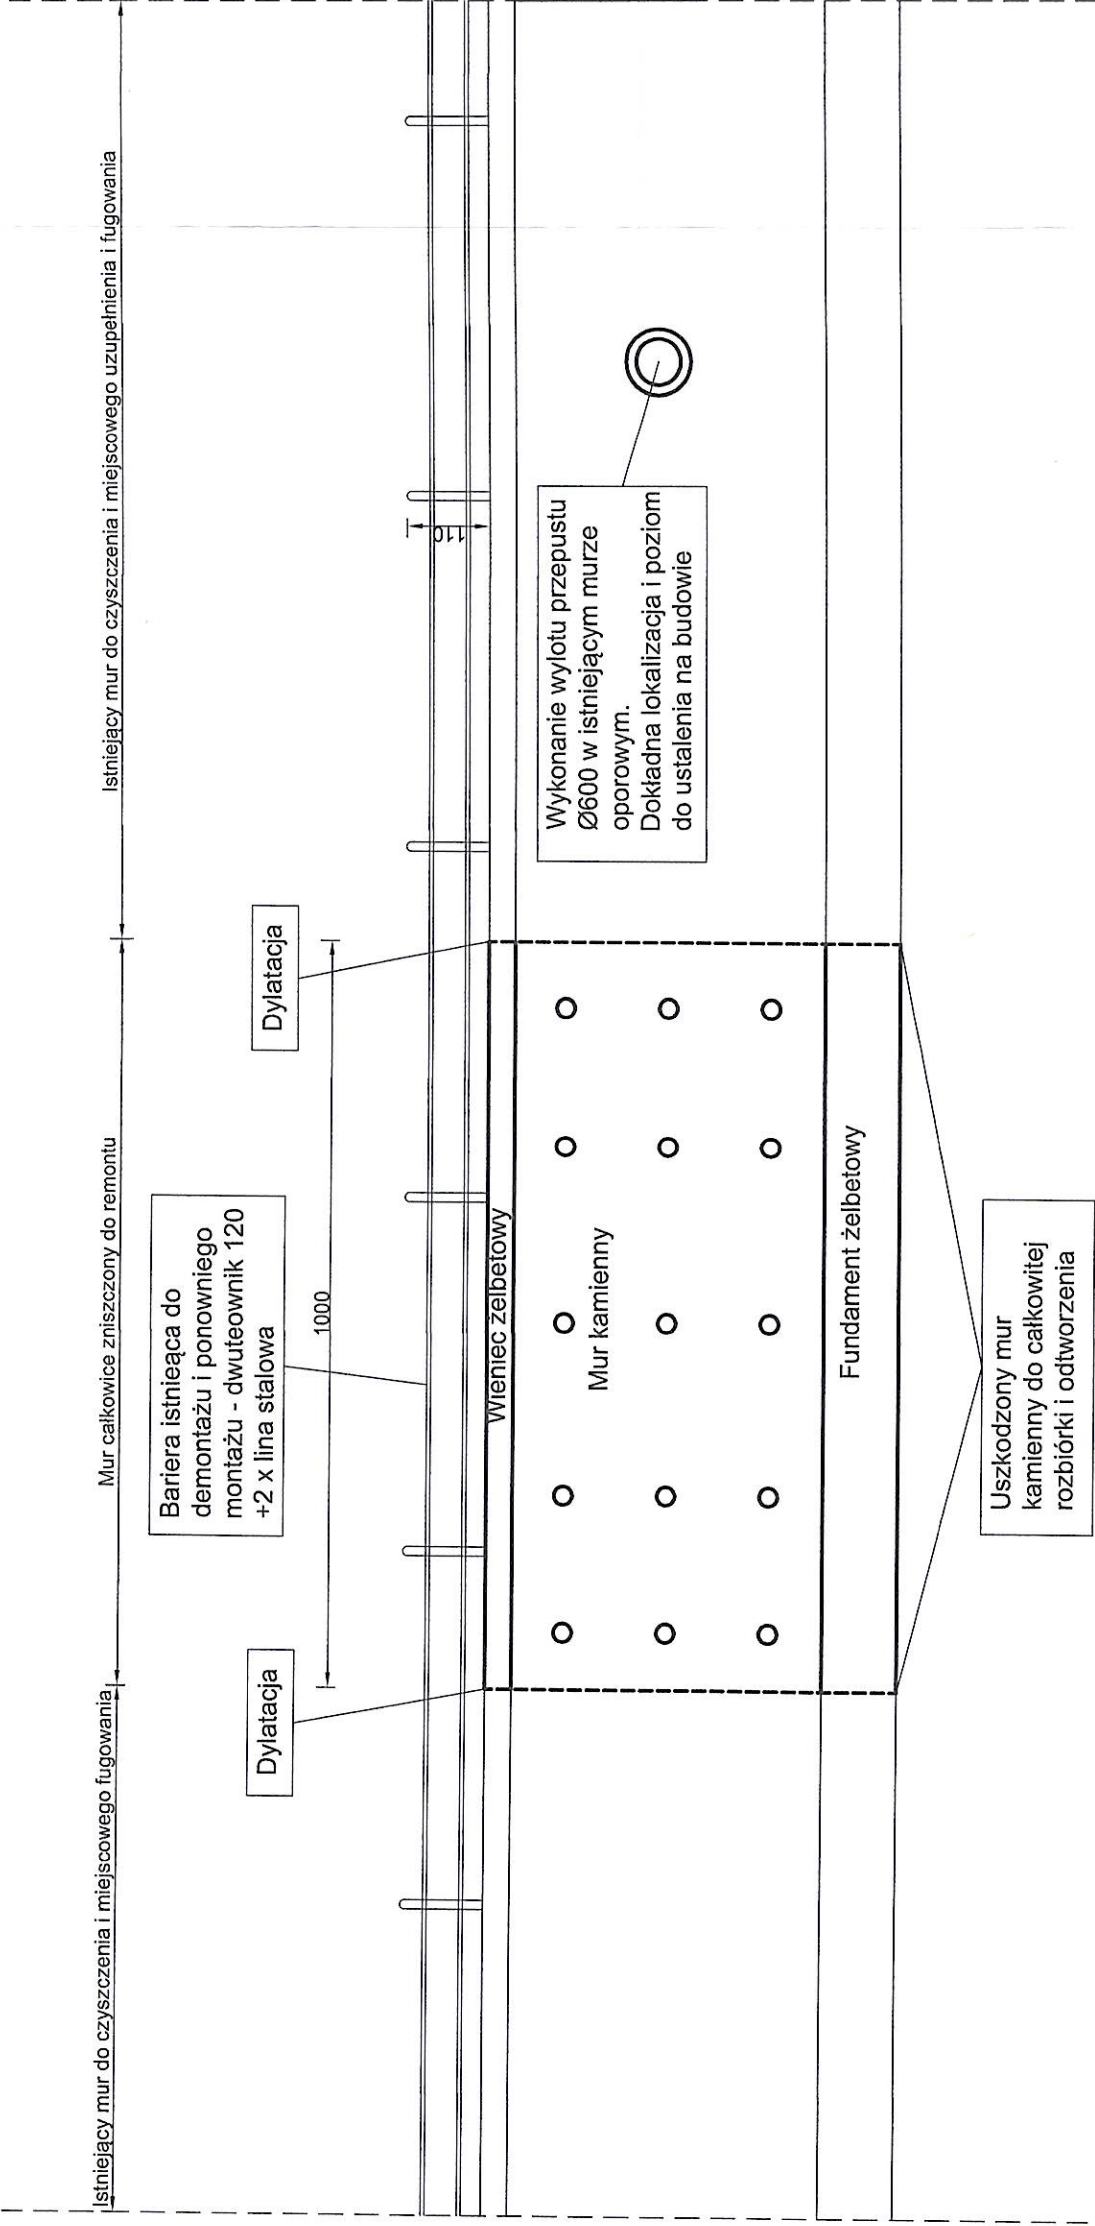 Istniejący mur do czyszczenia i miejscowego fugowania
Mur całkowice zniszczony do remontu
Istniejący mur do czyszczenia i miejscowego uzupełnienia i fugowania
Bariera istnieąca do
demontażu i ponowniego
montażu - dwuteownik 120
+2 x lina stalowa
Dylatacja
1000
Dylatacja
110
Wieniec żelbetowy
Mur kamienny
Fundament żelbetowy
Wykonanie wylotu przepustu
Ø600 w istniejącym murze
oporowym.
Dokładna lokalizacja i poziom
do ustalenia na budowie
Uszkodzony mur
kamienny do całkowitej
rozbiórki i odtworzenia